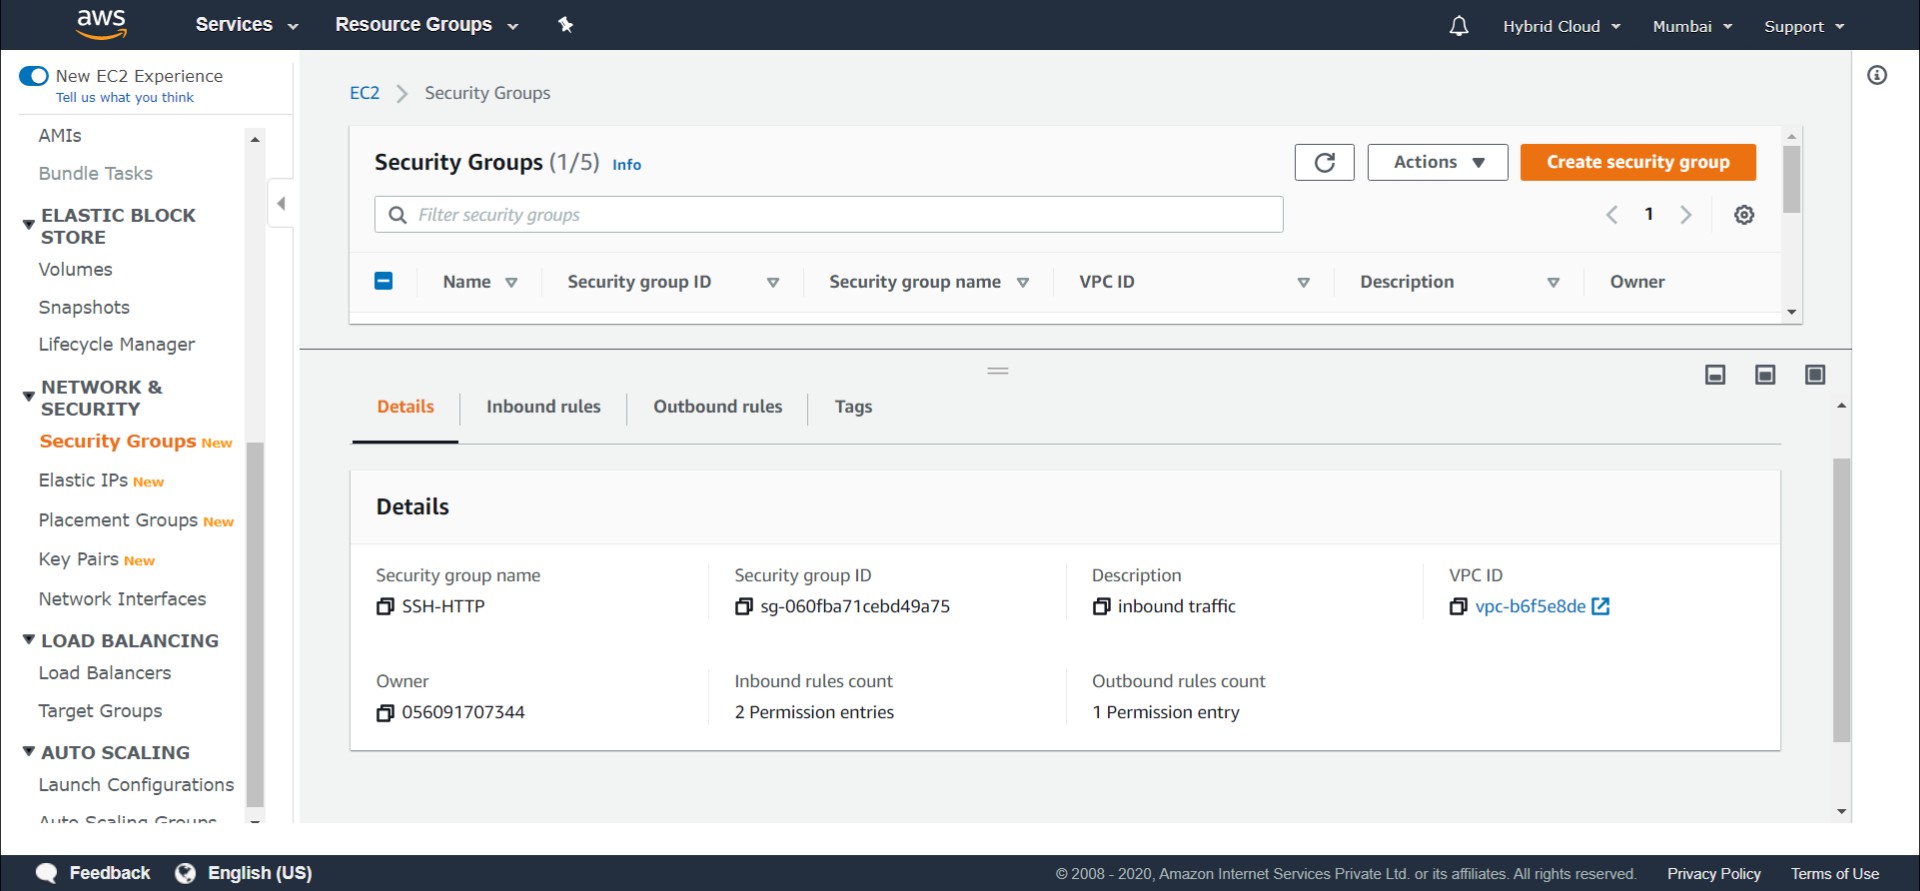 aws
Services
Resource Groups
Hybrid Cloud
Mumbai
Support
New EC2 Experience
Tell us what you think
AMIs
Bundle Tasks
ELASTIC BLOCK
STORE
Volumes
Snapshots
Lifecycle Manager
NETWORK &
SECURITY
Security Groups New
Elastic IPs New
Placement Groups New
Key Pairs New
Network Interfaces
LOAD BALANCING
Load Balancers
Target Groups
AUTO SCALING
Launch Configurations
Auto Scaling Groups
EC2 > Security Groups
Security Groups (1/5) Info
Actions
Create security group
Filter security groups
1
Name
Security group ID
Security group name
VPC ID
Description
Owner
Details
Inbound rules
Outbound rules
Tags
Details
Security group name
SSH-HTTP
Security group ID
sg-060fba71cebd49a75
Description
inbound traffic
VPC ID
vpc-b6f5e8de
Owner
056091707344
Inbound rules count
2 Permission entries
Outbound rules count
1 Permission entry
Feedback
English (US)
© 2008 - 2020, Amazon Internet Services Private Ltd. or its affiliates. All rights reserved.
Privacy Policy
Terms of Use